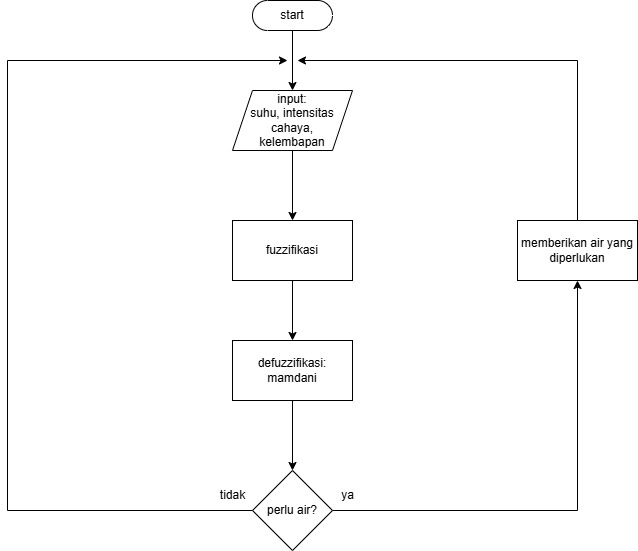 start
input:
suhu, intensitas
cahaya,
kelembapan
fuzzifikasi
memberikan air yang
diperlukan
defuzzifikasi:
mamdani
tidak
ya
perlu air?